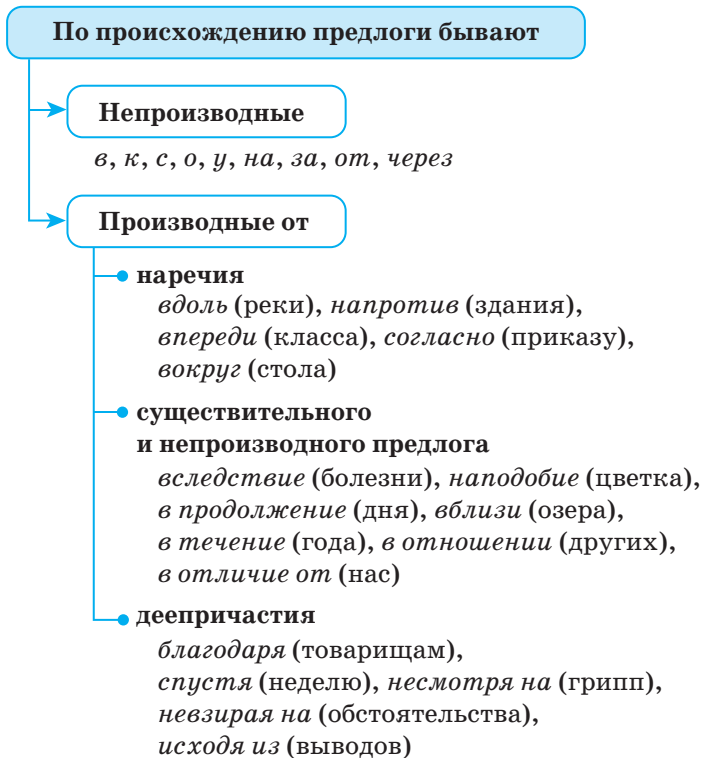 По происхождению предлоги бывают
Непроизводные
в, к, с, о, у, на, за, от, через
Производные от
наречия
вдоль (реки), напротив (здания),
впереди (класса), согласно (приказу),
вокруг (стола)
существительного
и непроизводного предлога
вследствие (болезни), наподобие (цветка),
в продолжение (дня), вблизи (озера),
в течение (года), в отношении (других),
в отличие от (нас)
деепричастия
благодаря (товарищам),
спустя (неделю), несмотря на (грипп),
невзирая на (обстоятельства),
исходя из (выводов)